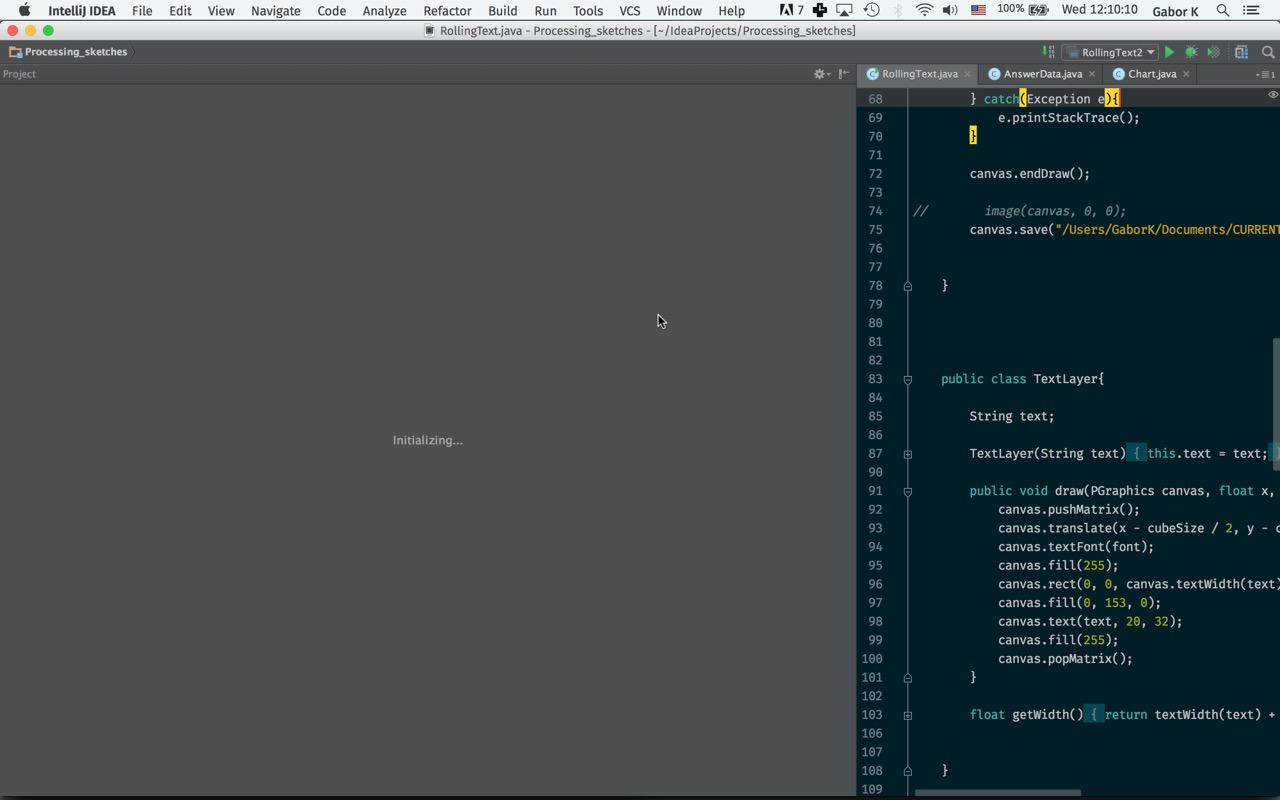 IntelliJ IDEA File Edit View Navigate Code Analyze Refactor Build Run Tools VCS Window Help 7 100% Wed 12:10:10 Gabor K
RollingText.java - Processing_sketches - [~/IdeaProjects/Processing_sketches]
Processing_sketches RollingText2
Project RollingText.java AnswerData.java Chart.java 1
68 } catch(Exception e){
69 e.printStackTrace();
70 }
71
72 canvas.endDraw();
73
74 // image(canvas, 0, 0);
75 canvas.save("/Users/GaborK/Documents/CURRENT
76
77
78 }
79
80
81
82
83 public class TextLayer{
84
85 String text;
86
Initializing...
87 TextLayer(String text) { this.text = text; }
90
91 public void draw(PGraphics canvas, float x,
92 canvas.pushMatrix();
93 canvas.translate(x - cubeSize / 2, y - c
94 canvas.textFont(font);
95 canvas.fill(255);
96 canvas.rect(0, 0, canvas.textWidth(text)
97 canvas.fill(0, 153, 0);
98 canvas.text(text, 20, 32);
99 canvas.fill(255);
100 canvas.popMatrix();
101 }
102
103 float getWidth() { return textWidth(text) +
106
107
108 }
109